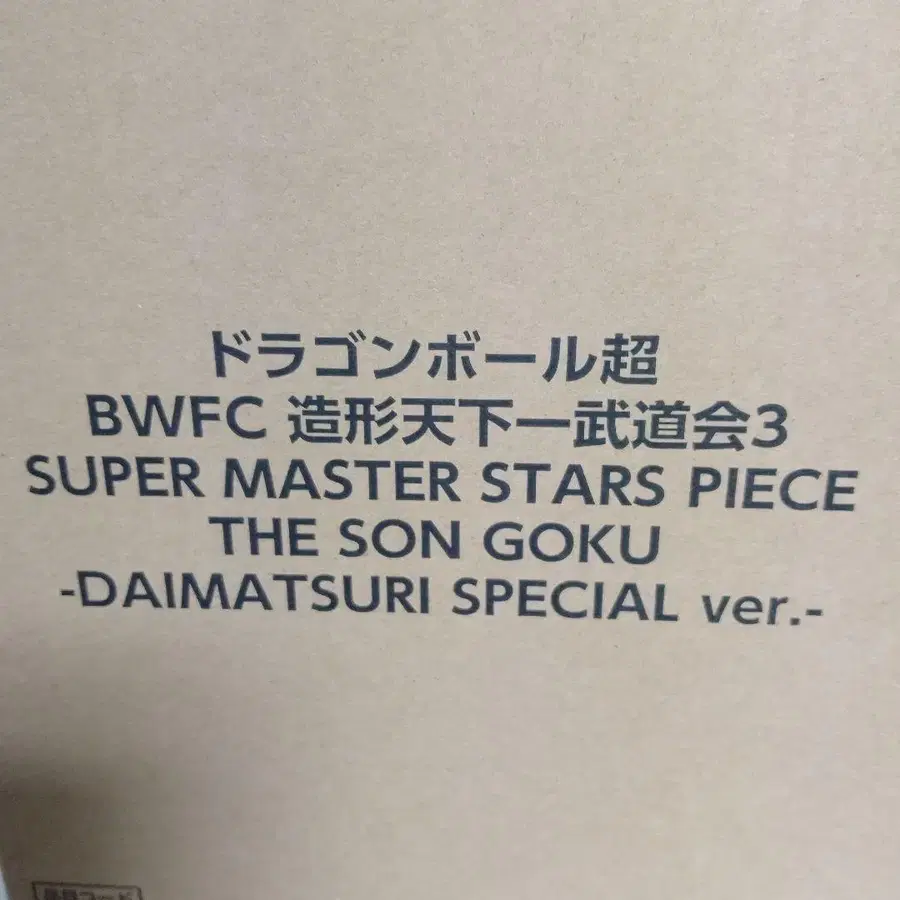 ドラゴンボール超
BWFC 造形天下一武道会3
SUPER MASTER STARS PIECE
THE SON GOKU
-DAIMATSURI SPECIAL ver.-